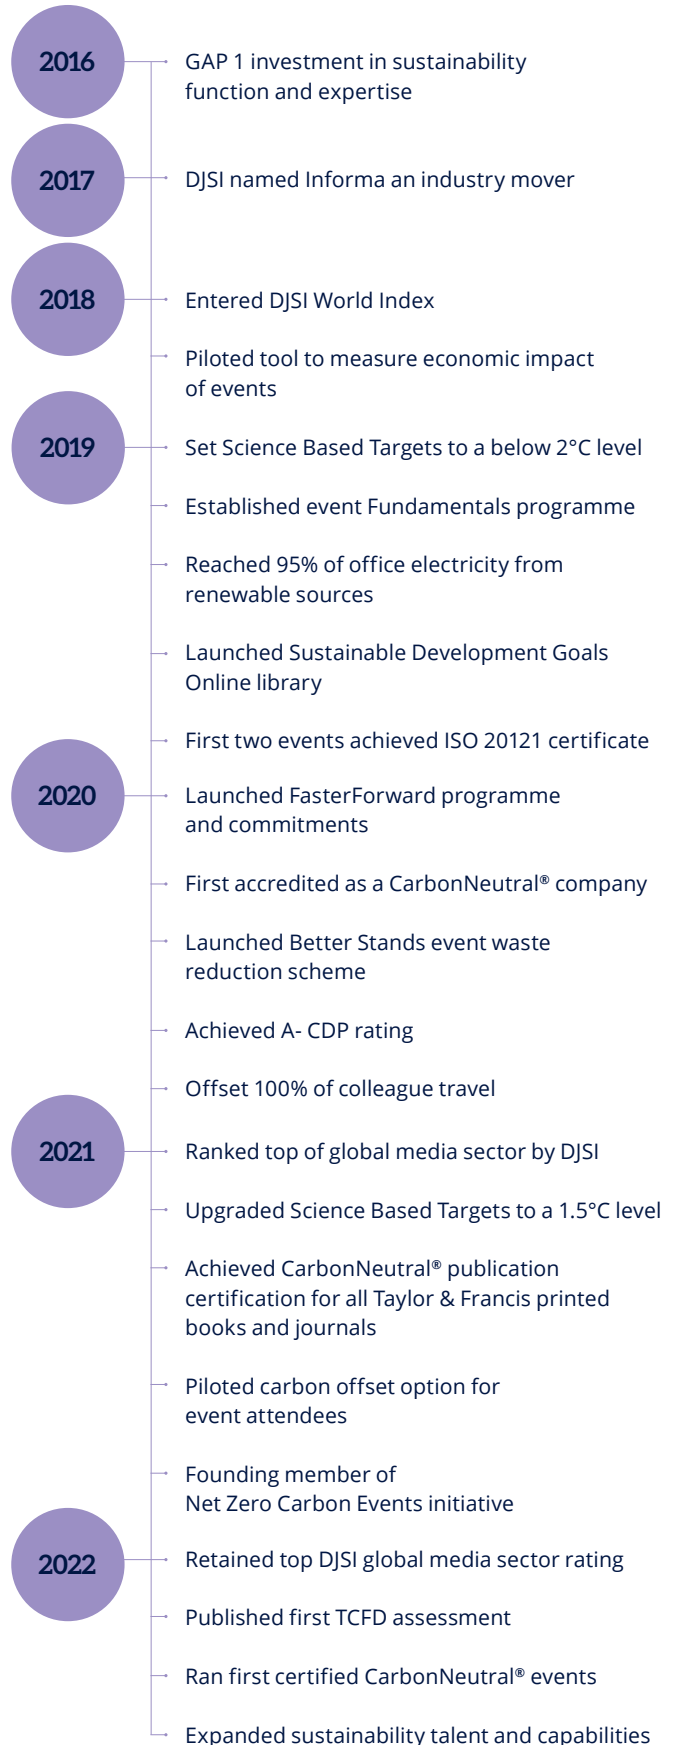 2016
GAP 1 investment in sustainability
function and expertise
2017
DJSI named Informa an industry mover
2018
Entered DJSI World Index
Piloted tool to measure economic impact
of events
2019
Set Science Based Targets to a below 2°C level
Established event Fundamentals programme
Reached 95% of office electricity from
renewable sources
Launched Sustainable Development Goals
Online library
First two events achieved ISO 20121 certificate
2020
Launched FasterForward programme
and commitments
First accredited as a CarbonNeutral® company
Launched Better Stands event waste
reduction scheme
Achieved A- CDP rating
Offset 100% of colleague travel
2021
Ranked top of global media sector by DJSI
Upgraded Science Based Targets to a 1.5°C level
Achieved CarbonNeutral® publication
certification for all Taylor & Francis printed
books and journals
Piloted carbon offset option for
event attendees
Founding member of
Net Zero Carbon Events initiative
2022
Retained top DJSI global media sector rating
Published first TCFD assessment
Ran first certified CarbonNeutral® events
Expanded sustainability talent and capabilities